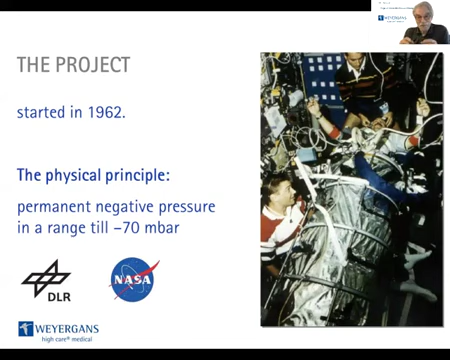 THE PROJECT
started in 1962.
The physical principle:
permanent negative pressure
in a range till –70 mbar
DLR
NASA
WEYERGANS
high care® medical
WEYERGANS